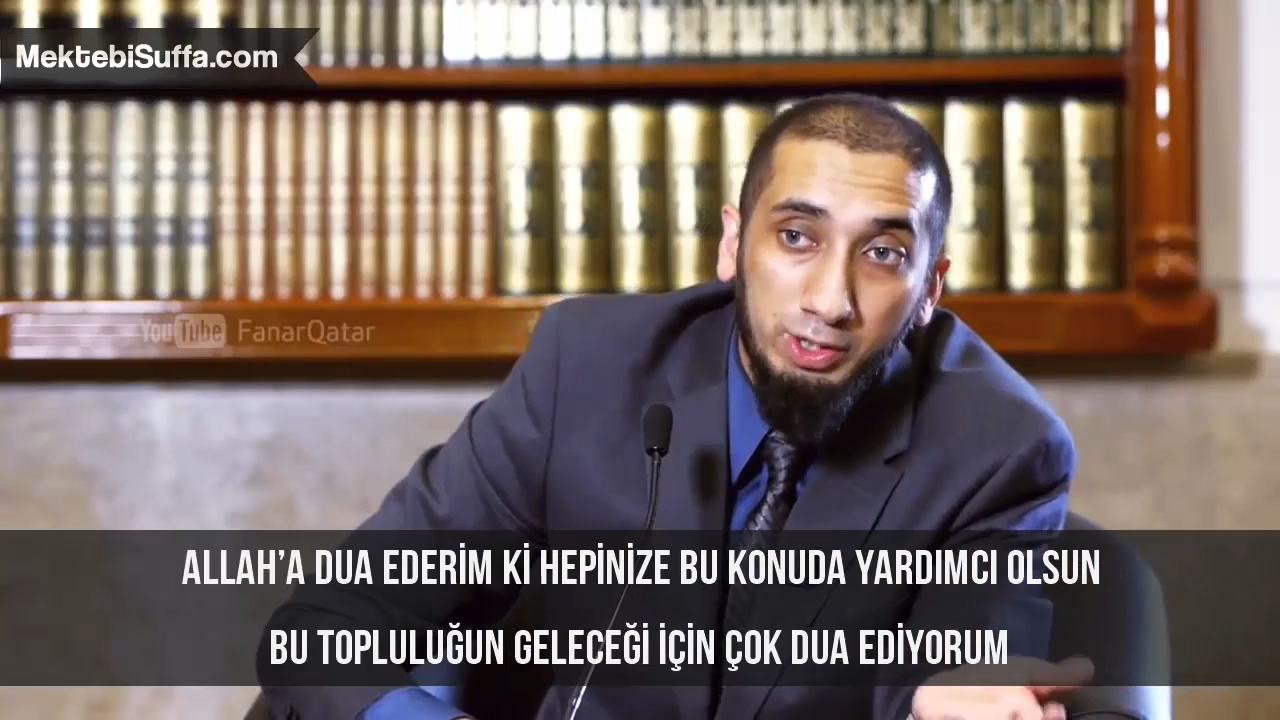 MektebiSuffa.com
YouTube FanarQatar
ALLAH’A DUA EDERİM Kİ HEPİNİZE BU KONUDA YARDIMCI OLSUN
BU TOPLULUĞUN GELECEĞİ İÇİN ÇOK DUA EDİYORUM